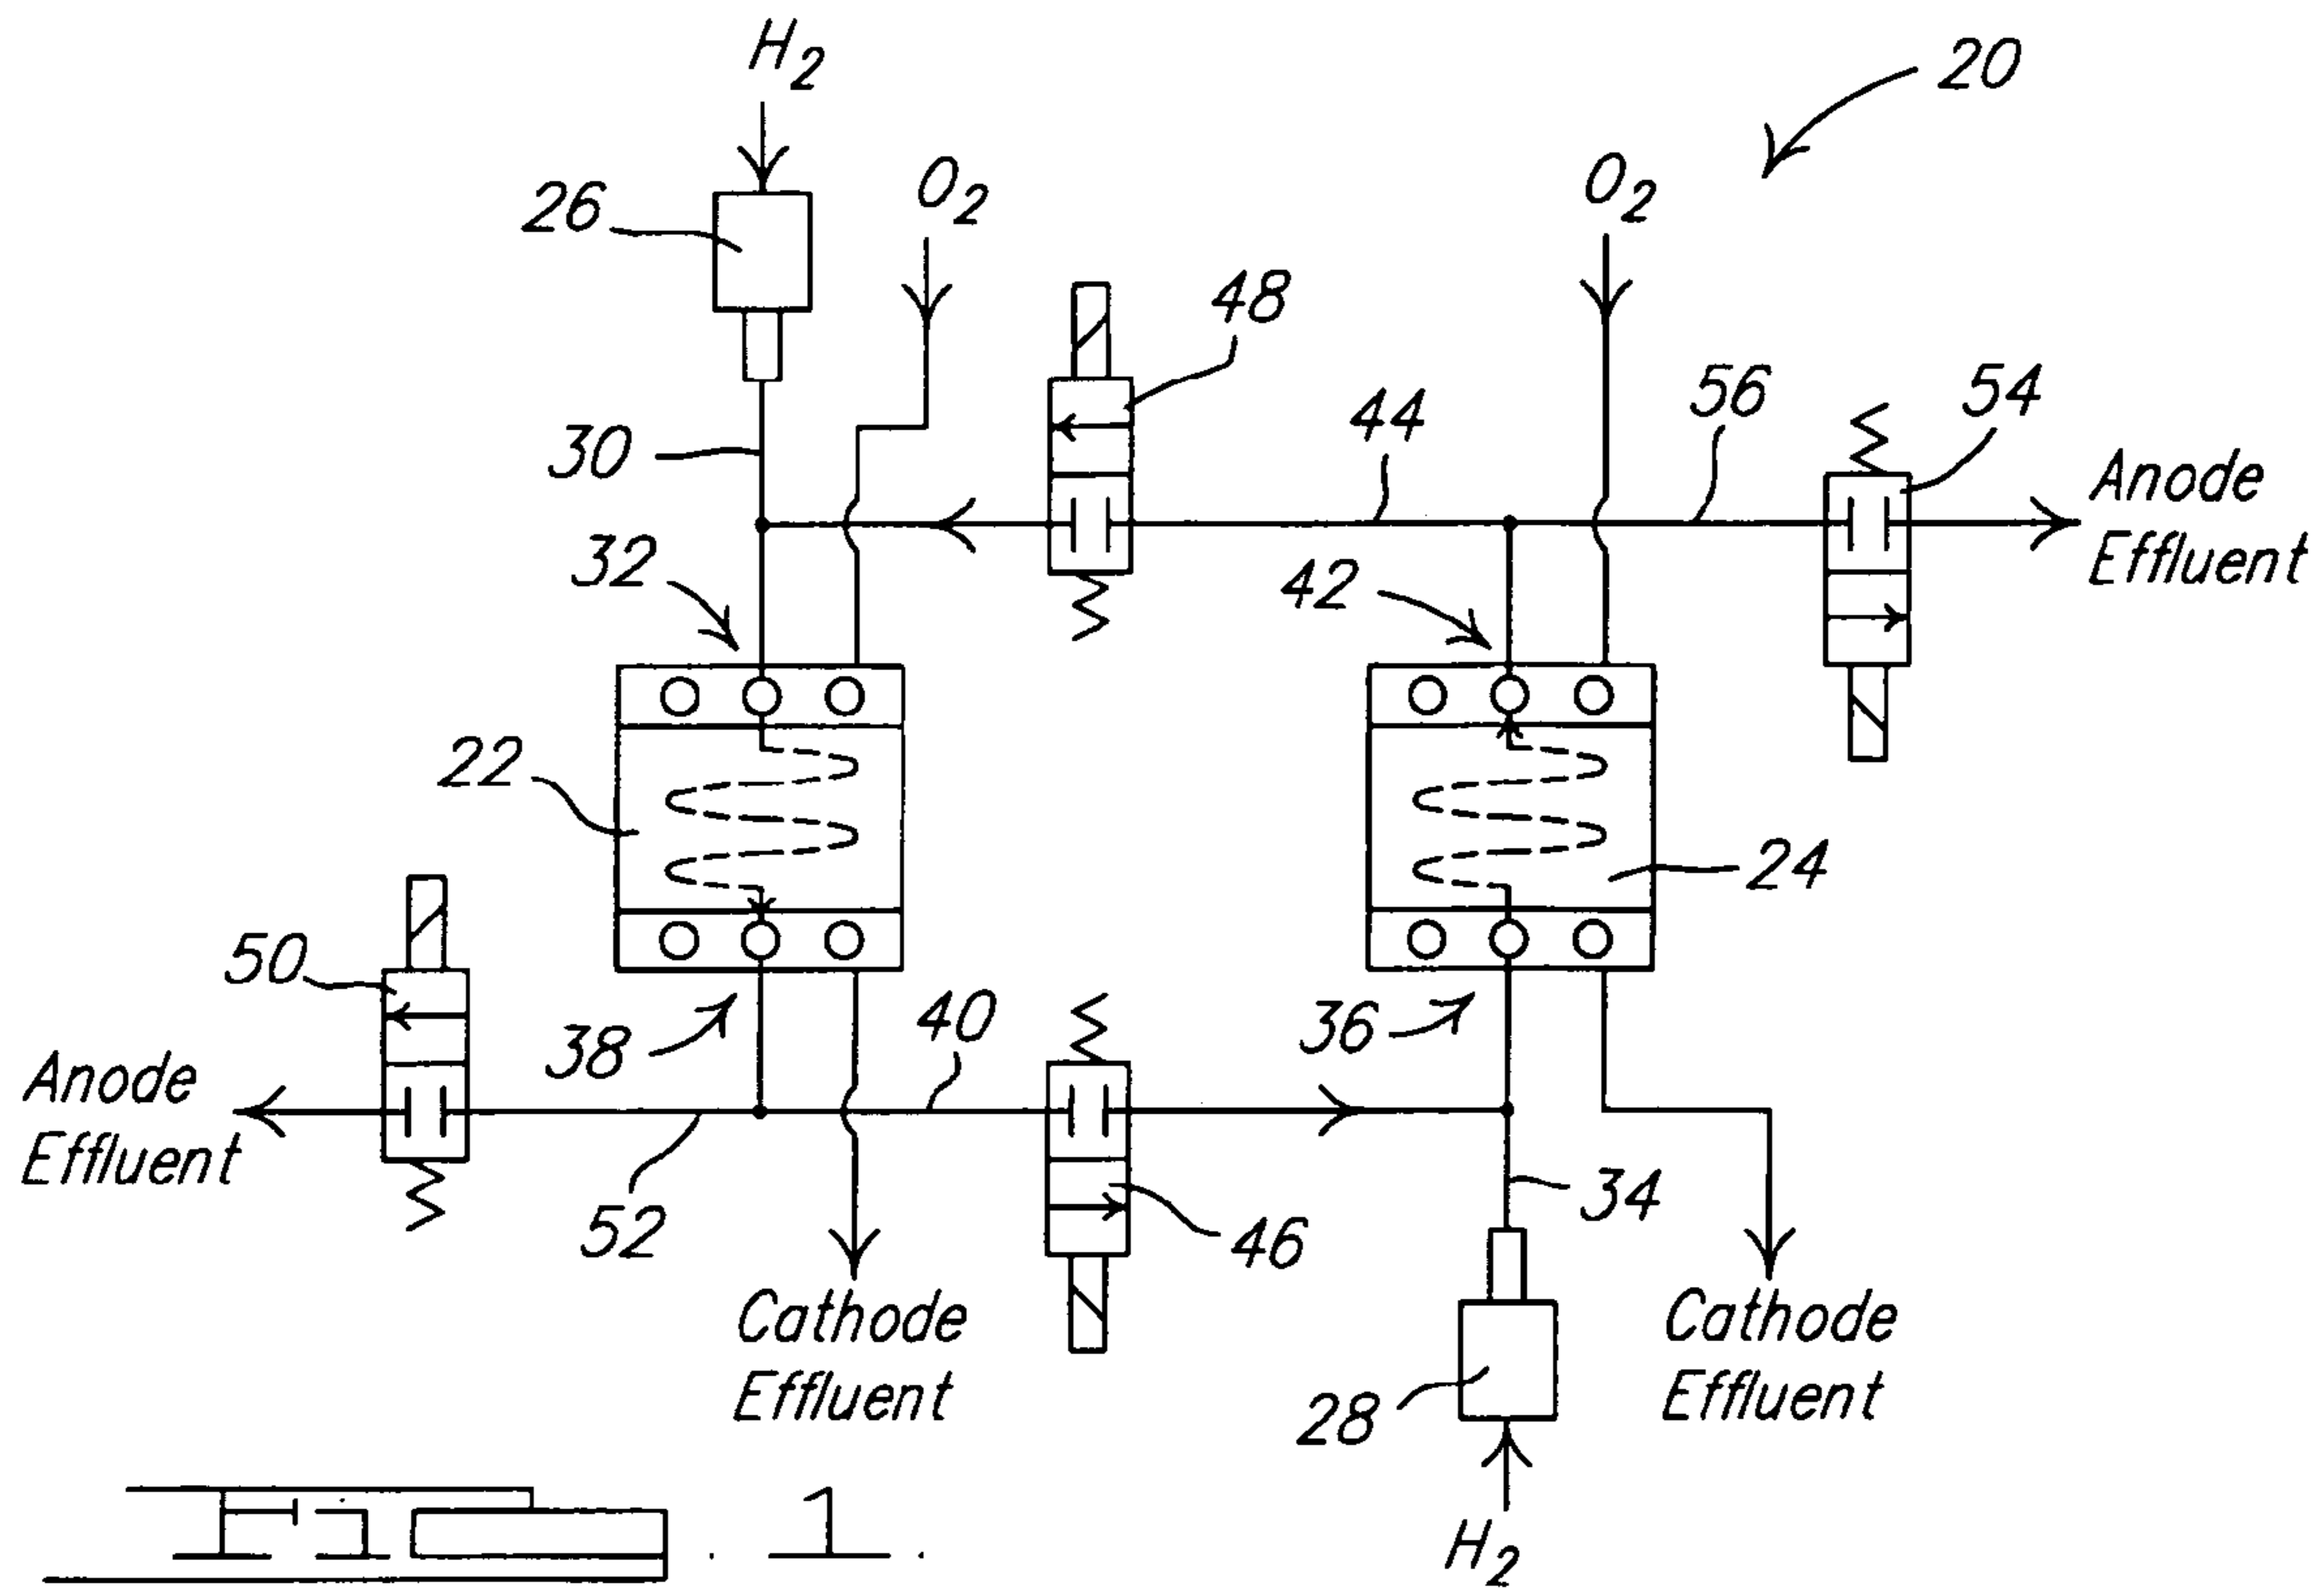 H2
20
O2
O2
26
48
44
56
54
30
Anode
Effluent
32
42
22
24
50
38
40
36
Anode
Effluent
52
46
34
Cathode
Effluent
28
Cathode
Effluent
H2
FIG. 1.